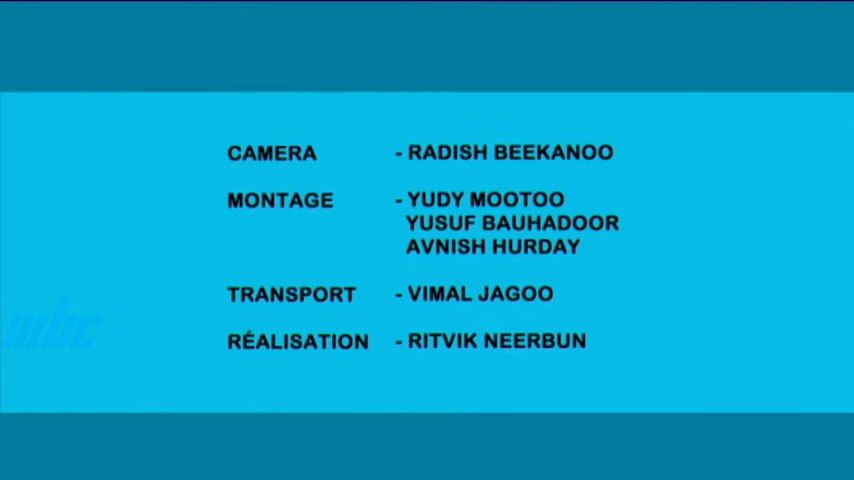 CAMERA - RADISH BEEKANOO
MONTAGE - YUDY MOOTOO
YUSUF BAUHADOOR
AVNISH HURDAY
TRANSPORT - VIMAL JAGOO
RÉALISATION - RITVIK NEERBUN
mbc